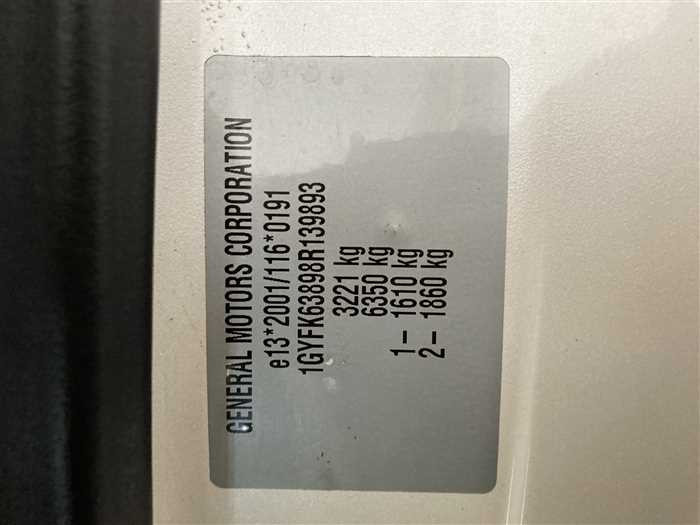 GENERAL MOTORS CORPORATION
e13*2001/116*0191
1GYFK63898R139893
3221 kg
6350 kg
1– 1610 kg
2– 1860 kg